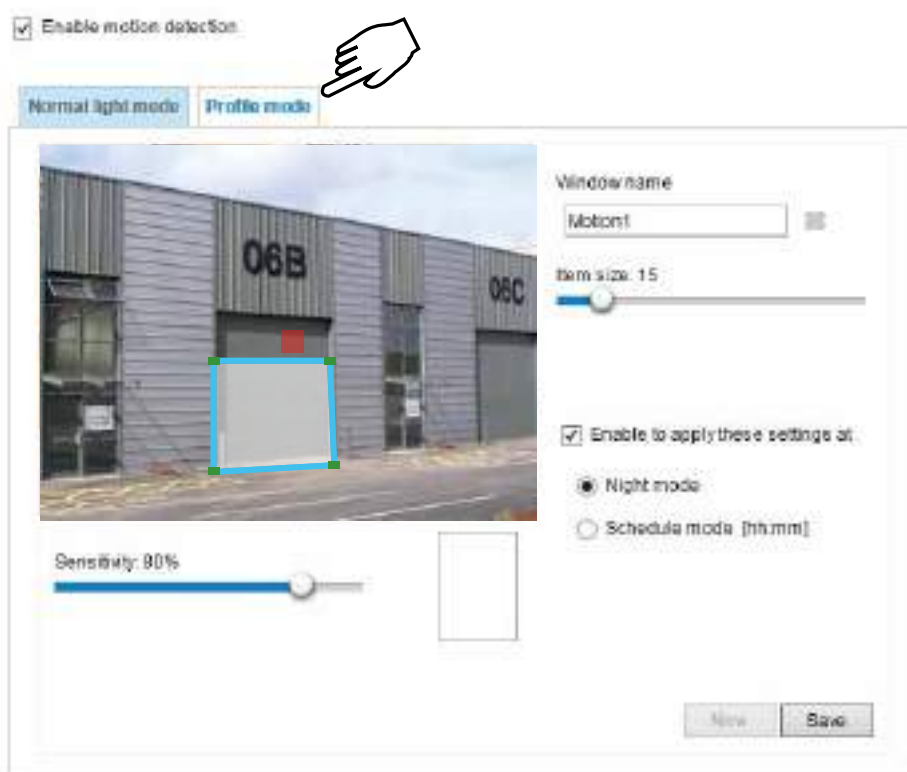 Enable motion detection
Normal light mode
Profile mode
Window name
Motion1
Item size: 15
06B
06C
Enable to apply these settings at
Night mode
Schedule mode [hh:mm]
Sensitivity: 90%
New
Save